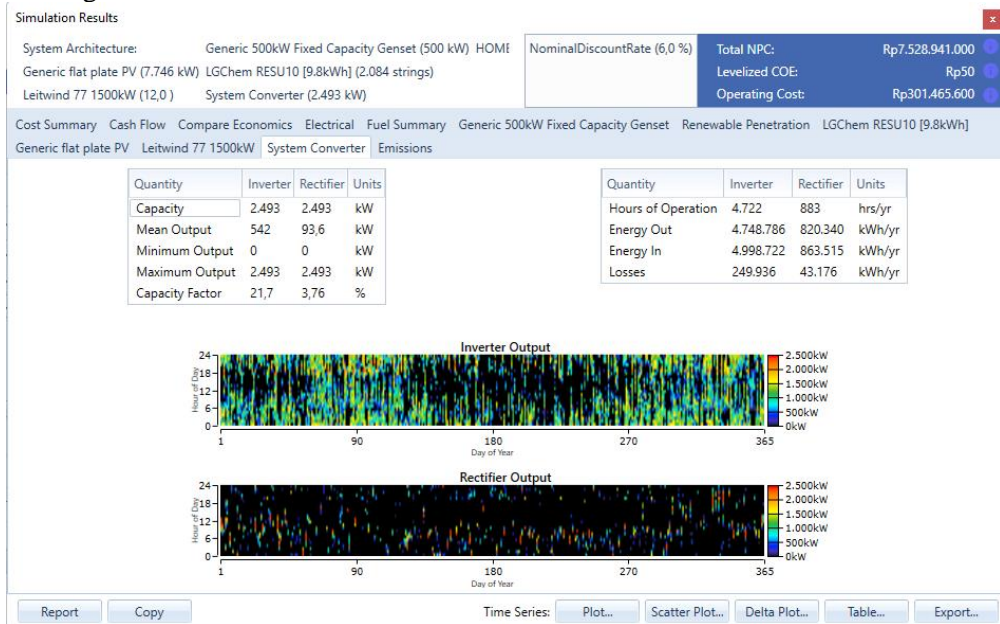 Simulation Results
x
System Architecture: Generic 500kW Fixed Capacity Genset (500 kW) HOME
Generic flat plate PV (7.746 kW) LGChem RESU10 [9.8kWh] (2.084 strings)
Leitwind 77 1500kW (12,0 ) System Converter (2.493 kW)
NominalDiscountRate (6,0 %)
Total NPC: Rp7.528.941.000
Levelized COE: Rp50
Operating Cost: Rp301.465.600
Cost Summary Cash Flow Compare Economics Electrical Fuel Summary Generic 500kW Fixed Capacity Genset Renewable Penetration LGChem RESU10 [9.8kWh]
Generic flat plate PV Leitwind 77 1500kW System Converter Emissions
Quantity Inverter Rectifier Units
Capacity 2.493 2.493 kW
Mean Output 542 93,6 kW
Minimum Output 0 0 kW
Maximum Output 2.493 2.493 kW
Capacity Factor 21,7 3,76 %
Quantity Inverter Rectifier Units
Hours of Operation 4.722 883 hrs/yr
Energy Out 4.748.786 820.340 kWh/yr
Energy In 4.998.722 863.515 kWh/yr
Losses 249.936 43.176 kWh/yr
Inverter Output
Hour of Day
24
18
12
6
0
1 90 180 270 365
Day of Year
2.500kW
2.000kW
1.500kW
1.000kW
500kW
0kW
Rectifier Output
Hour of Day
24
18
12
6
0
1 90 180 270 365
Day of Year
2.500kW
2.000kW
1.500kW
1.000kW
500kW
0kW
Report Copy Time Series: Plot... Scatter Plot... Delta Plot... Table... Export...